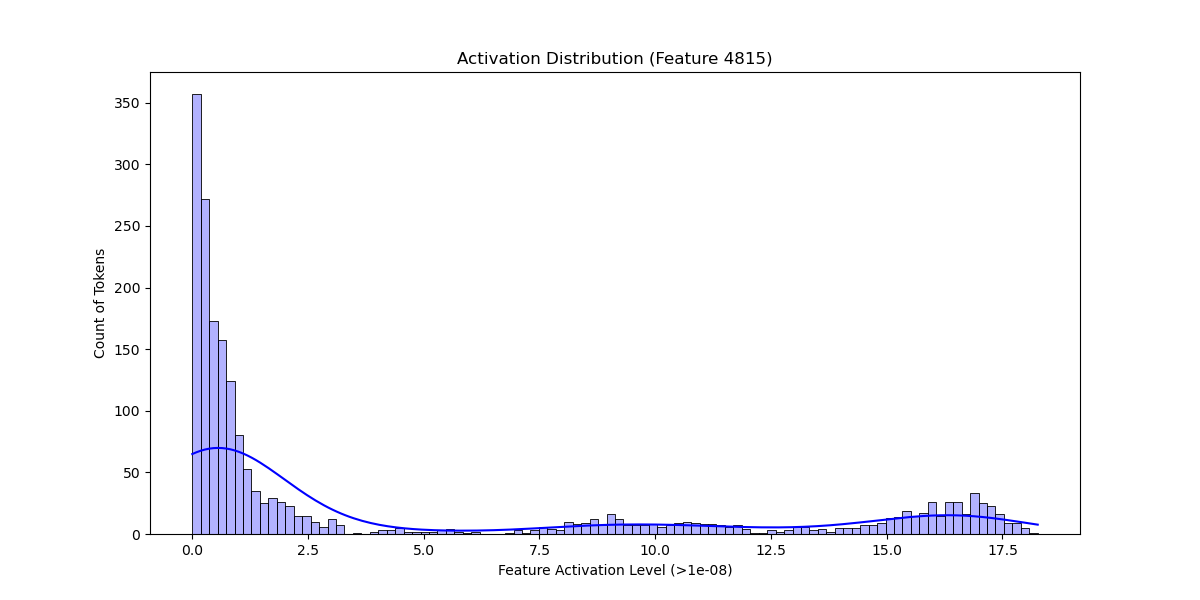 Activation Distribution (Feature 4815)
350
300
250
200
150
100
50
0
Count of Tokens
0.0 2.5 5.0 7.5 10.0 12.5 15.0 17.5
Feature Activation Level (>1e-08)